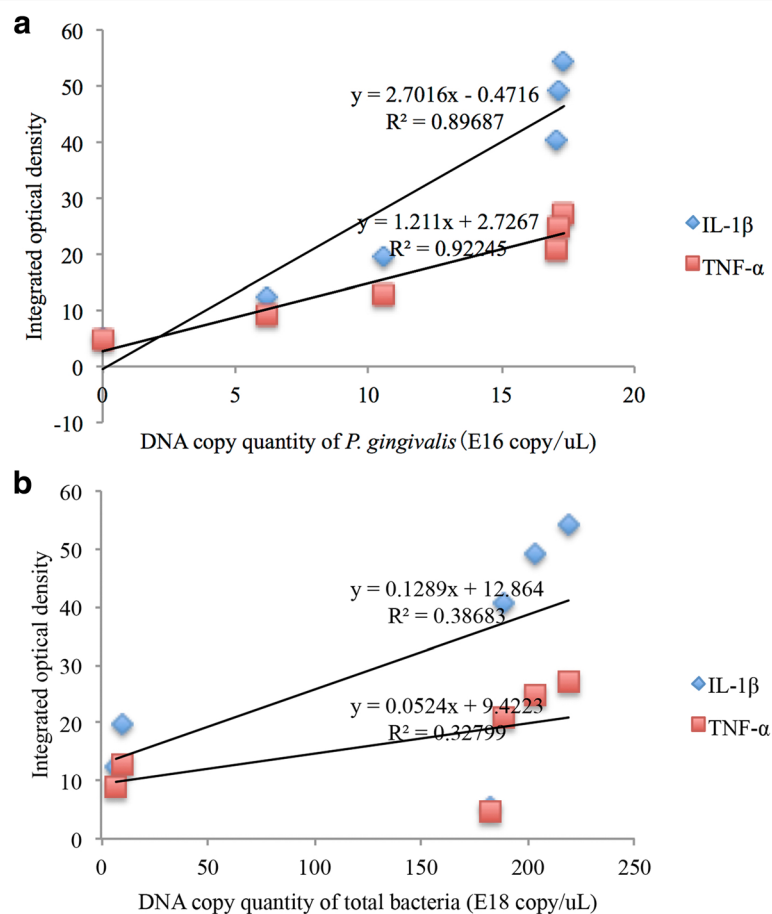 a
60
50
40
30
20
10
0
-10
Integrated optical density
y = 2.7016x - 0.4716
R² = 0.89687
y = 1.211x + 2.7267
R² = 0.92245
IL-1β
TNF-α
0 5 10 15 20
DNA copy quantity of P. gingivalis (E16 copy/uL)
b
60
50
40
30
20
10
0
Integrated optical density
y = 0.1289x + 12.864
R² = 0.38683
y = 0.0524x + 9.4223
R² = 0.32799
IL-1β
TNF-α
0 50 100 150 200 250
DNA copy quantity of total bacteria (E18 copy/uL)